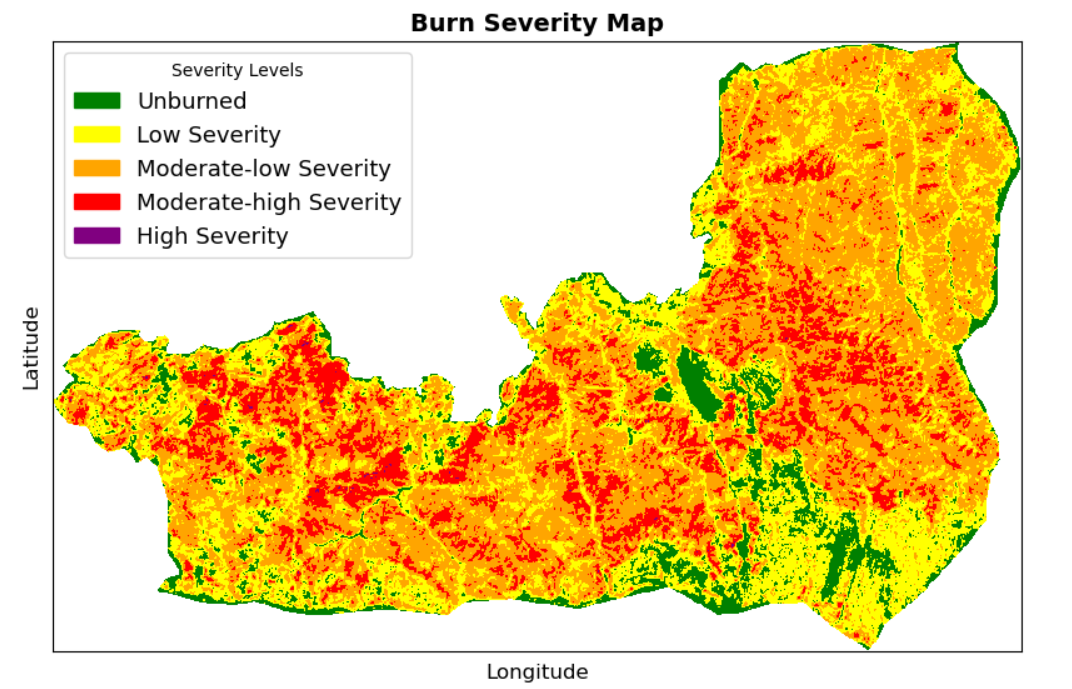 Burn Severity Map
Severity Levels
Unburned
Low Severity
Moderate-low Severity
Moderate-high Severity
High Severity
Latitude
Longitude